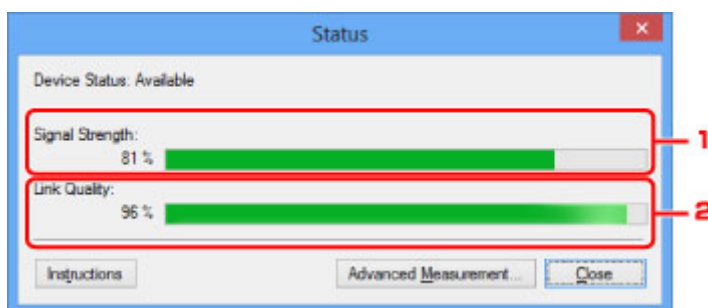 Status
Device Status: Available
Signal Strength:
81 %
1
Link Quality:
96 %
2
Instructions Advanced Measurement... Close